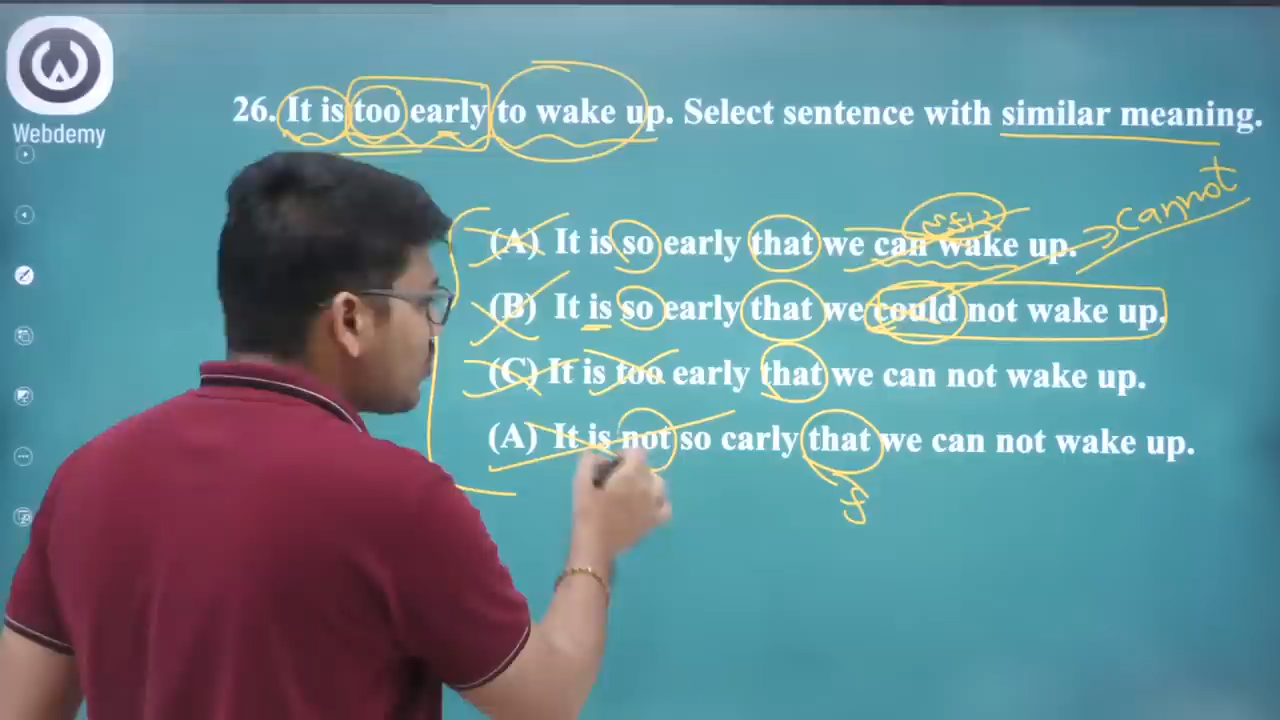 Webdemy
26. It is too early to wake up. Select sentence with similar meaning.
cannot
(A) It is so early that we can wake up.
(B) It is so early that we could not wake up.
(C) It is too early that we can not wake up.
(A) It is not so carly that we can not wake up.